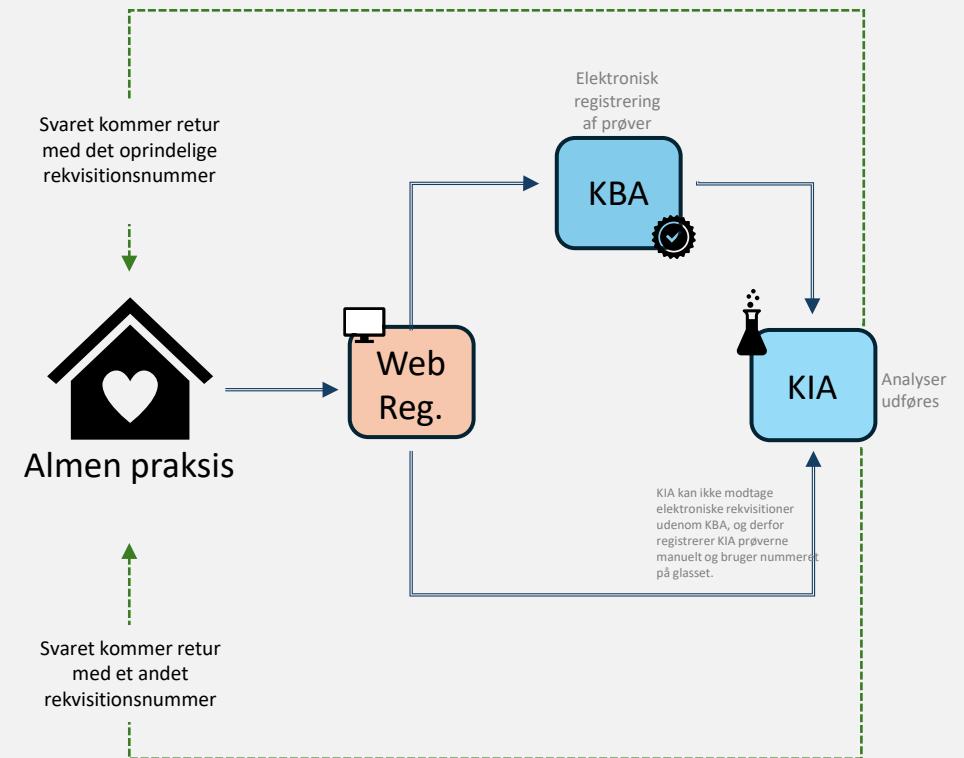 Elektronisk
registrering
af prøver
Svaret kommer retur
med det oprindelige
rekvisitionsnummer
KBA
Web
Reg.
KIA
Analyser
udføres
Almen praksis
KIA kan ikke modtage
elektroniske rekvisitioner
udenom KBA, og derfor
registrerer KIA prøverne
manuelt og bruger nummeret
på glasset.
Svaret kommer retur
med et andet
rekvisitionsnummer